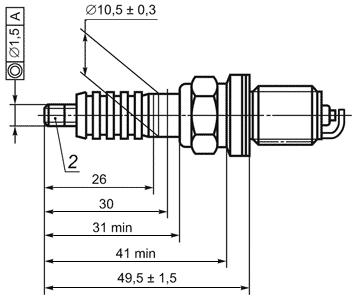 ∅10,5 ± 0,3
◎ ∅1,5 A
2
26
30
31 min
41 min
49,5 ± 1,5